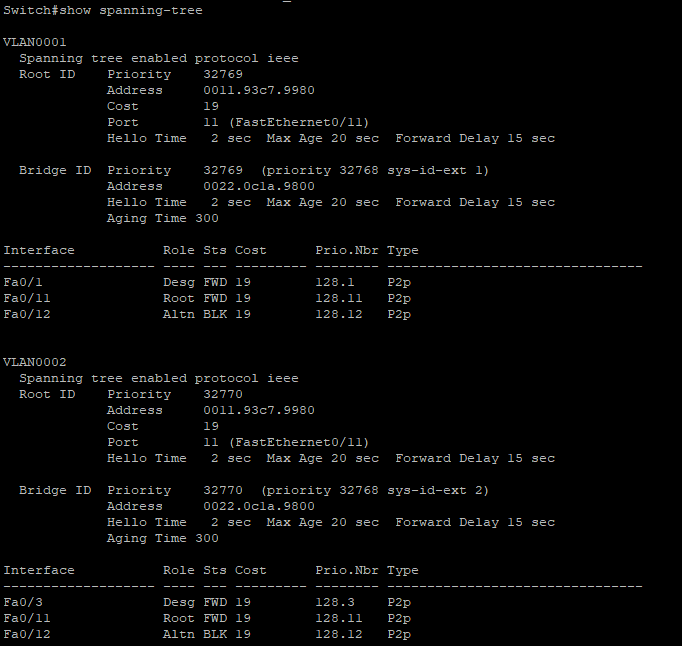 Switch#show spanning-tree

VLAN0001
  Spanning tree enabled protocol ieee
  Root ID    Priority    32769
             Address     0011.93c7.9980
             Cost        19
             Port        11 (FastEthernet0/11)
             Hello Time   2 sec  Max Age 20 sec  Forward Delay 15 sec

  Bridge ID  Priority    32769  (priority 32768 sys-id-ext 1)
             Address     0022.0c1a.9800
             Hello Time   2 sec  Max Age 20 sec  Forward Delay 15 sec
             Aging Time 300

Interface           Role Sts Cost      Prio.Nbr Type
------------------- ---- --- --------- -------- --------------------------------
Fa0/1               Desg FWD 19        128.1    P2p
Fa0/11              Root FWD 19        128.11   P2p
Fa0/12              Altn BLK 19        128.12   P2p


VLAN0002
  Spanning tree enabled protocol ieee
  Root ID    Priority    32770
             Address     0011.93c7.9980
             Cost        19
             Port        11 (FastEthernet0/11)
             Hello Time   2 sec  Max Age 20 sec  Forward Delay 15 sec

  Bridge ID  Priority    32770  (priority 32768 sys-id-ext 2)
             Address     0022.0c1a.9800
             Hello Time   2 sec  Max Age 20 sec  Forward Delay 15 sec
             Aging Time 300

Interface           Role Sts Cost      Prio.Nbr Type
------------------- ---- --- --------- -------- --------------------------------
Fa0/3               Desg FWD 19        128.3    P2p
Fa0/11              Root FWD 19        128.11   P2p
Fa0/12              Altn BLK 19        128.12   P2p